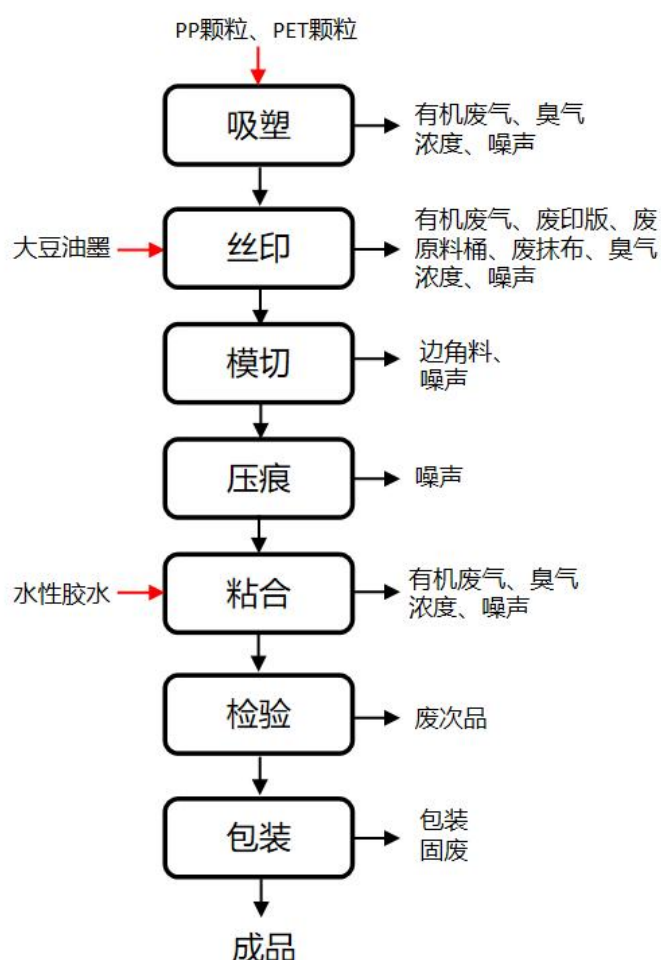 PP颗粒、PET颗粒
吸塑
有机废气、臭气
浓度、噪声
大豆油墨
丝印
有机废气、废印版、废
原料桶、废抹布、臭气
浓度、噪声
模切
边角料、
噪声
压痕
噪声
水性胶水
粘合
有机废气、臭气
浓度、噪声
检验
废次品
包装
包装
固废
成品